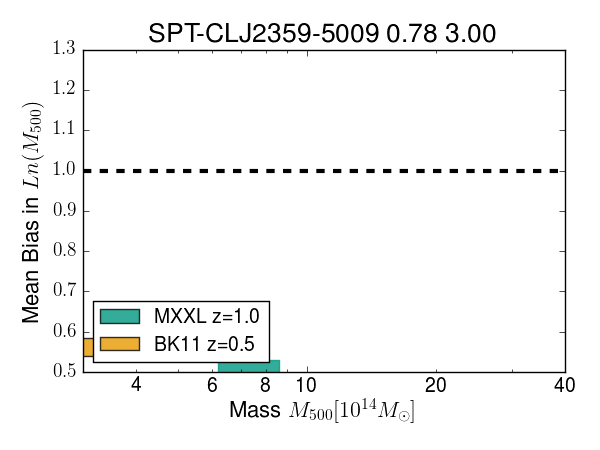 SPT-CLJ2359-5009 0.78 3.00
1.3
1.2
1.1
1.0
0.9
0.8
0.7
0.6
0.5
Mean Bias in Ln(M500)
MXXL z=1.0
BK11 z=0.5
4 6 8 10 20 40
Mass M500[10^14 M⊙]